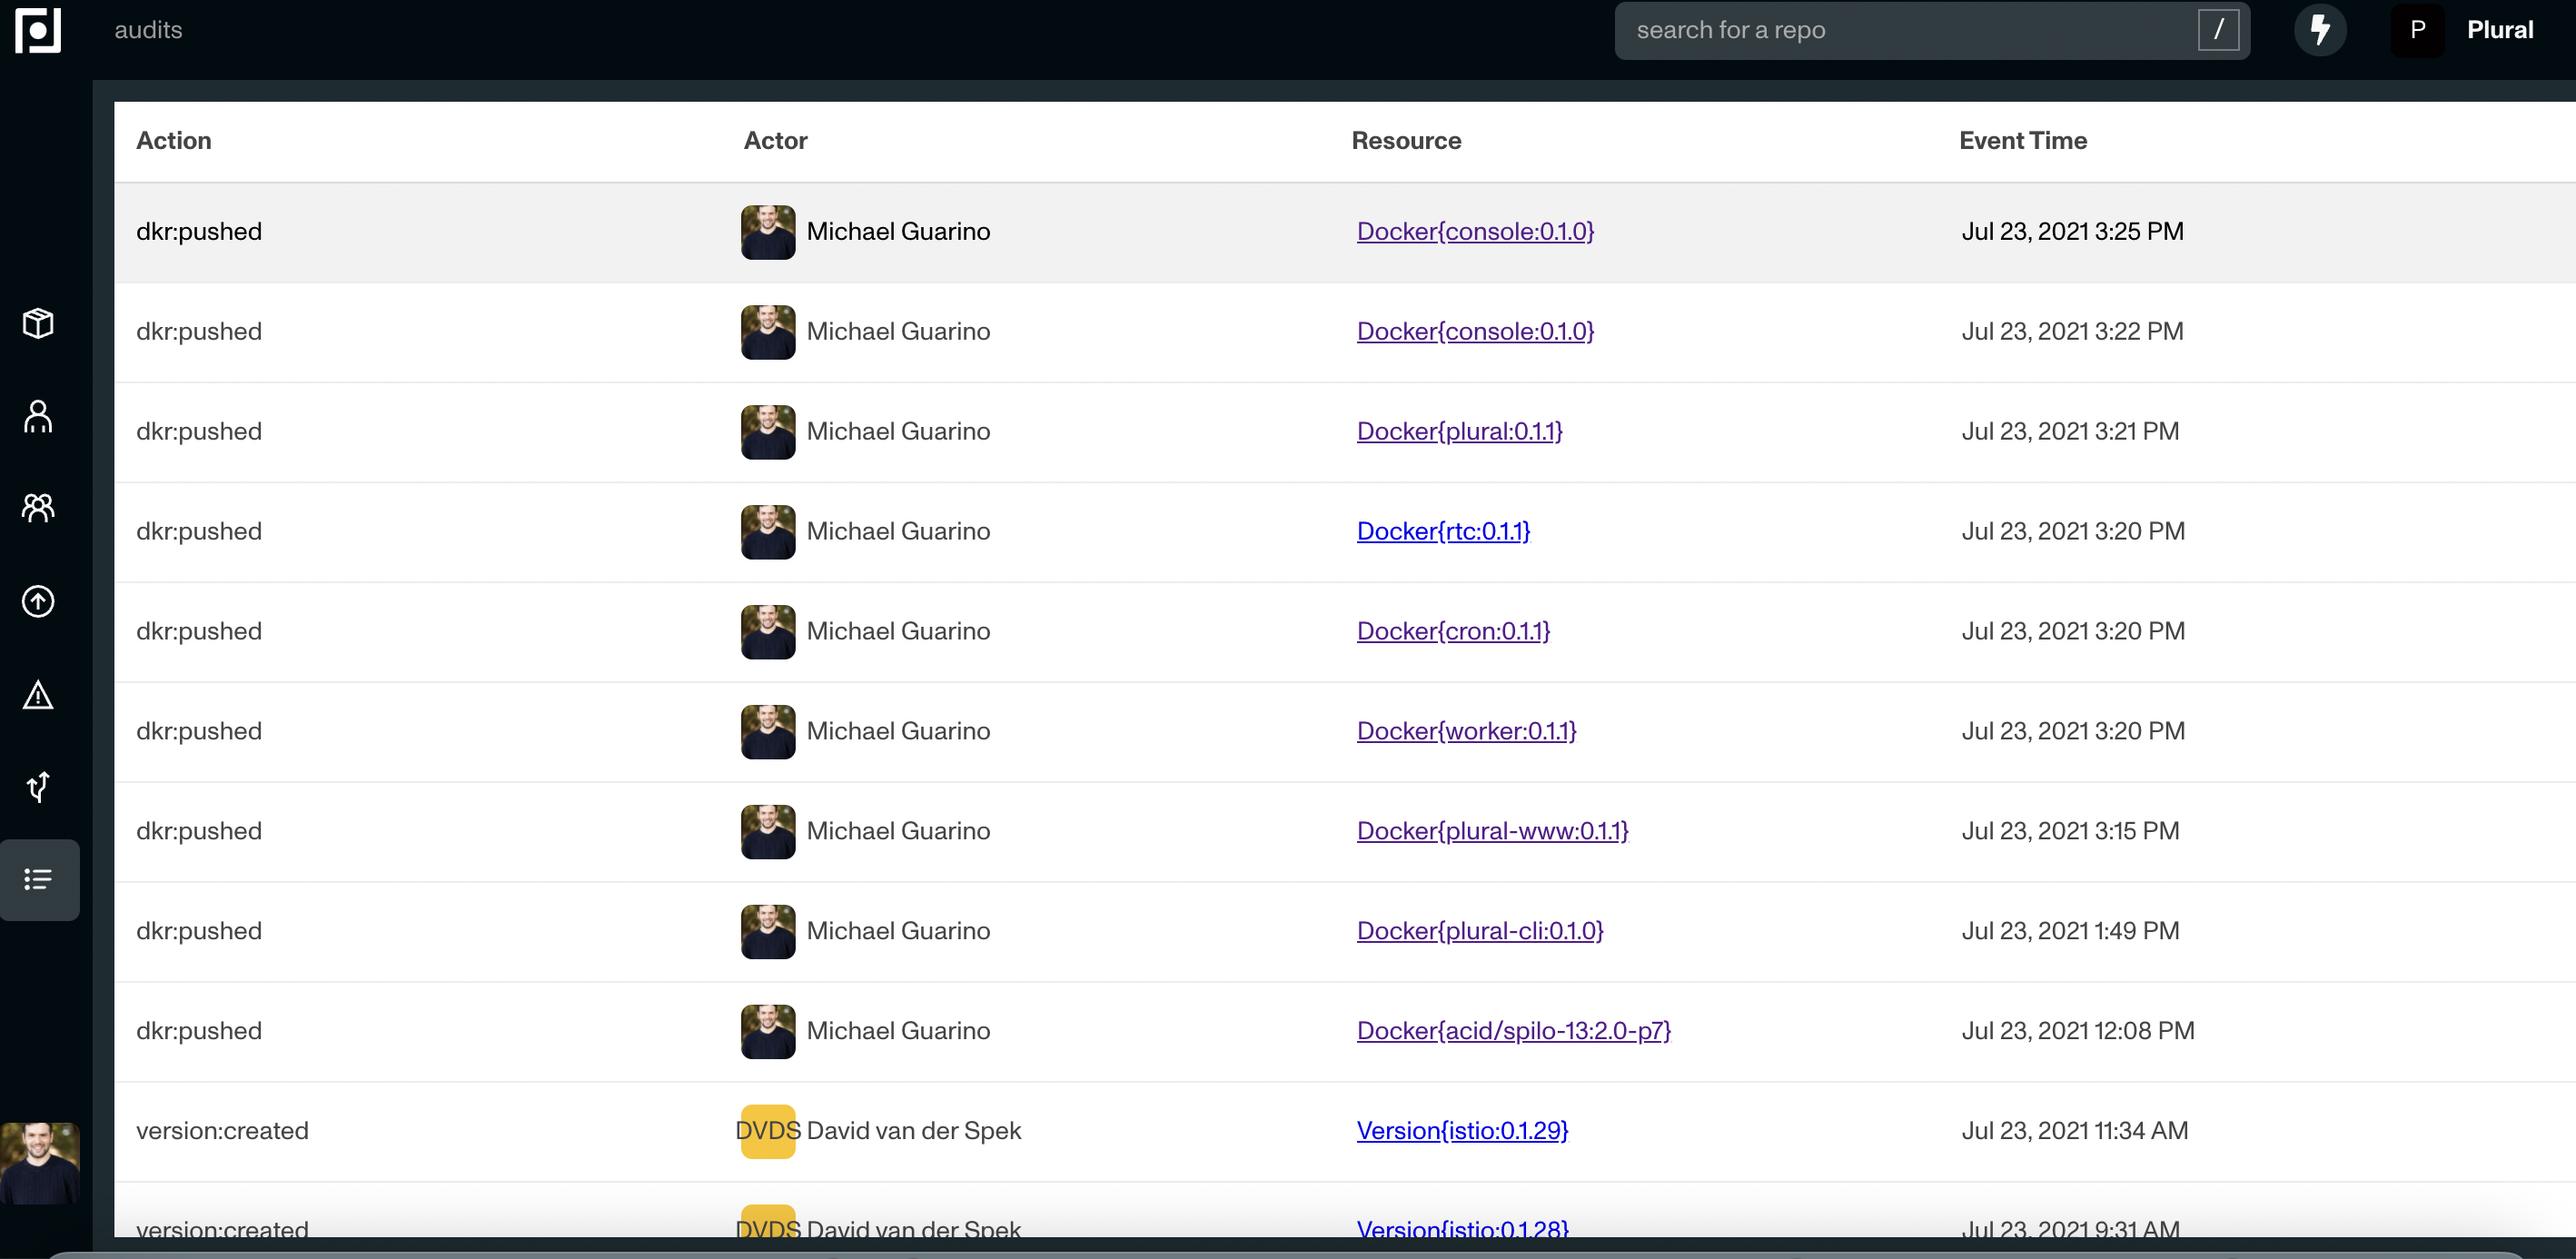 audits search for a repo / P Plural
Action Actor Resource Event Time
dkr:pushed Michael Guarino Docker{console:0.1.0} Jul 23, 2021 3:25 PM
dkr:pushed Michael Guarino Docker{console:0.1.0} Jul 23, 2021 3:22 PM
dkr:pushed Michael Guarino Docker{plural:0.1.1} Jul 23, 2021 3:21 PM
dkr:pushed Michael Guarino Docker{rtc:0.1.1} Jul 23, 2021 3:20 PM
dkr:pushed Michael Guarino Docker{cron:0.1.1} Jul 23, 2021 3:20 PM
dkr:pushed Michael Guarino Docker{worker:0.1.1} Jul 23, 2021 3:20 PM
dkr:pushed Michael Guarino Docker{plural-www:0.1.1} Jul 23, 2021 3:15 PM
dkr:pushed Michael Guarino Docker{plural-cli:0.1.0} Jul 23, 2021 1:49 PM
dkr:pushed Michael Guarino Docker{acid/spilo-13:2.0-p7} Jul 23, 2021 12:08 PM
version:created DVDS David van der Spek Version{istio:0.1.29} Jul 23, 2021 11:34 AM
version:created DVDS David van der Spek Version{istio:0.1.28} Jul 23, 2021 9:31 AM